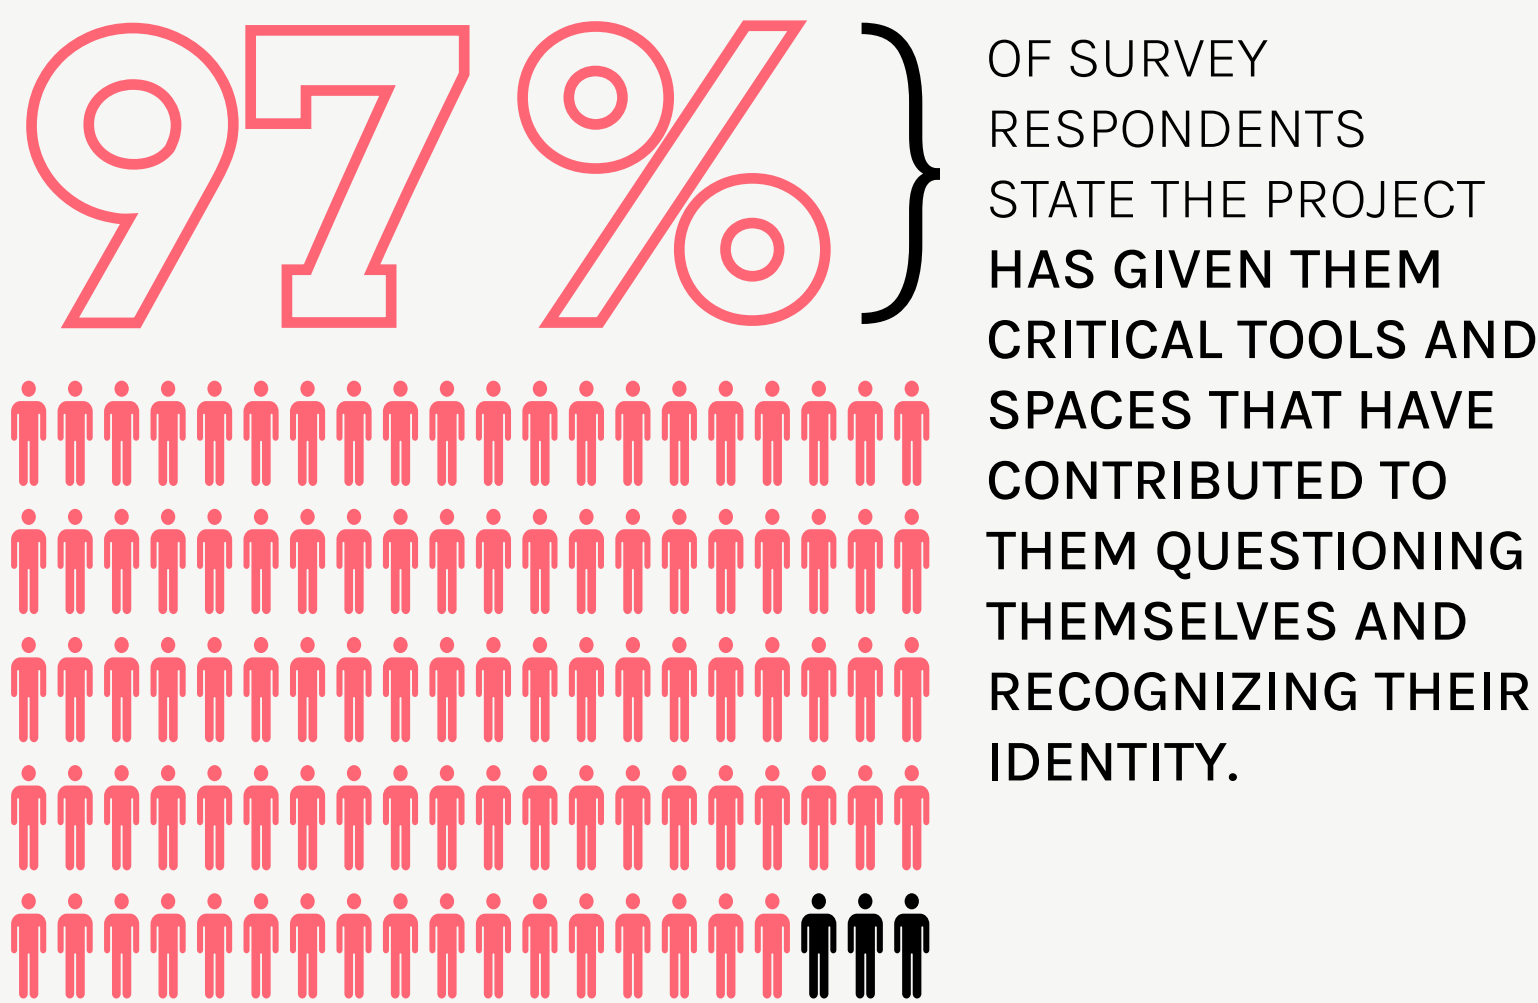 97%
OF SURVEY
RESPONDENTS
STATE THE PROJECT
HAS GIVEN THEM
CRITICAL TOOLS AND
SPACES THAT HAVE
CONTRIBUTED TO
THEM QUESTIONING
THEMSELVES AND
RECOGNIZING THEIR
IDENTITY.